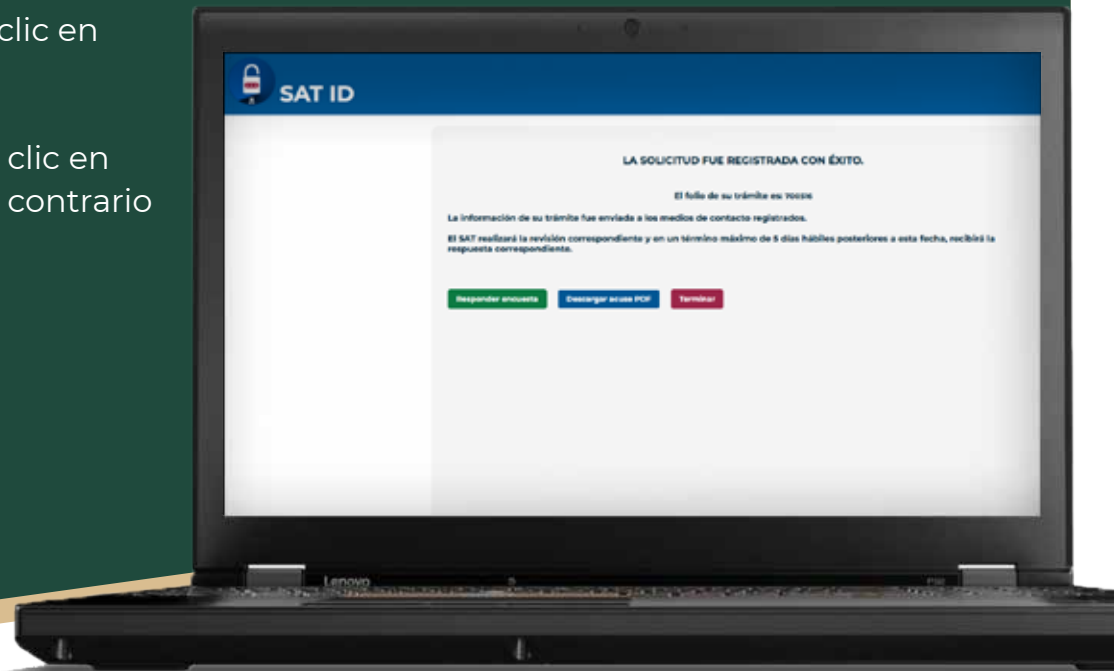 clic en
clic en
contrario
SAT ID
LA SOLICITUD FUE REGISTRADA CON ÉXITO.
El folio de su trámite es:
La información de su trámite fue enviada a los medios de contacto registrados.
El SAT realizará la revisión correspondiente y en un término máximo de 5 días hábiles posteriores a esta fecha, recibirá la
respuesta correspondiente.
Responder encuesta Descargar acuse PDF Terminar
Lenovo